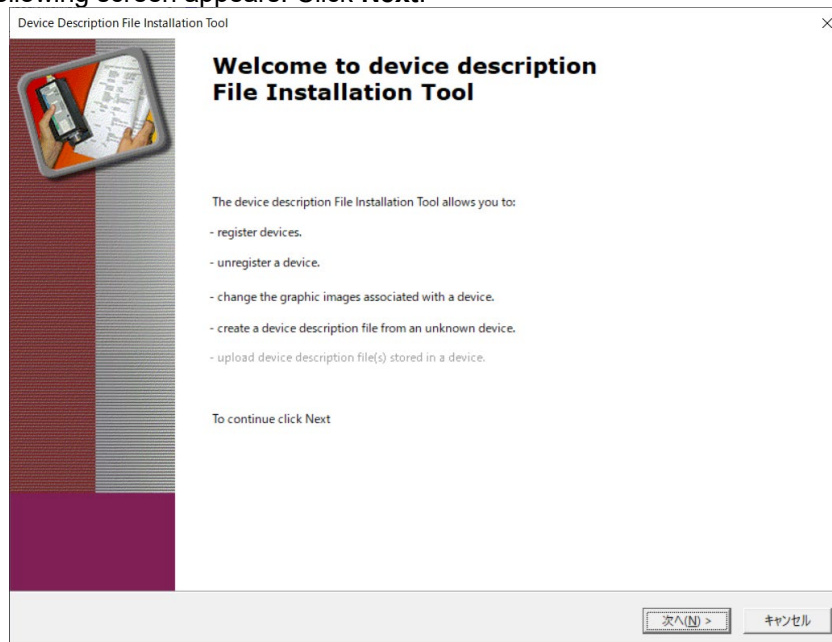 following screen appears. Click Next.
Device Description File Installation Tool
Welcome to device description
File Installation Tool
The device description File Installation Tool allows you to:
- register devices.
- unregister a device.
- change the graphic images associated with a device.
- create a device description file from an unknown device.
- upload device description file(s) stored in a device.
To continue click Next
次へ(N) >
キャンセル